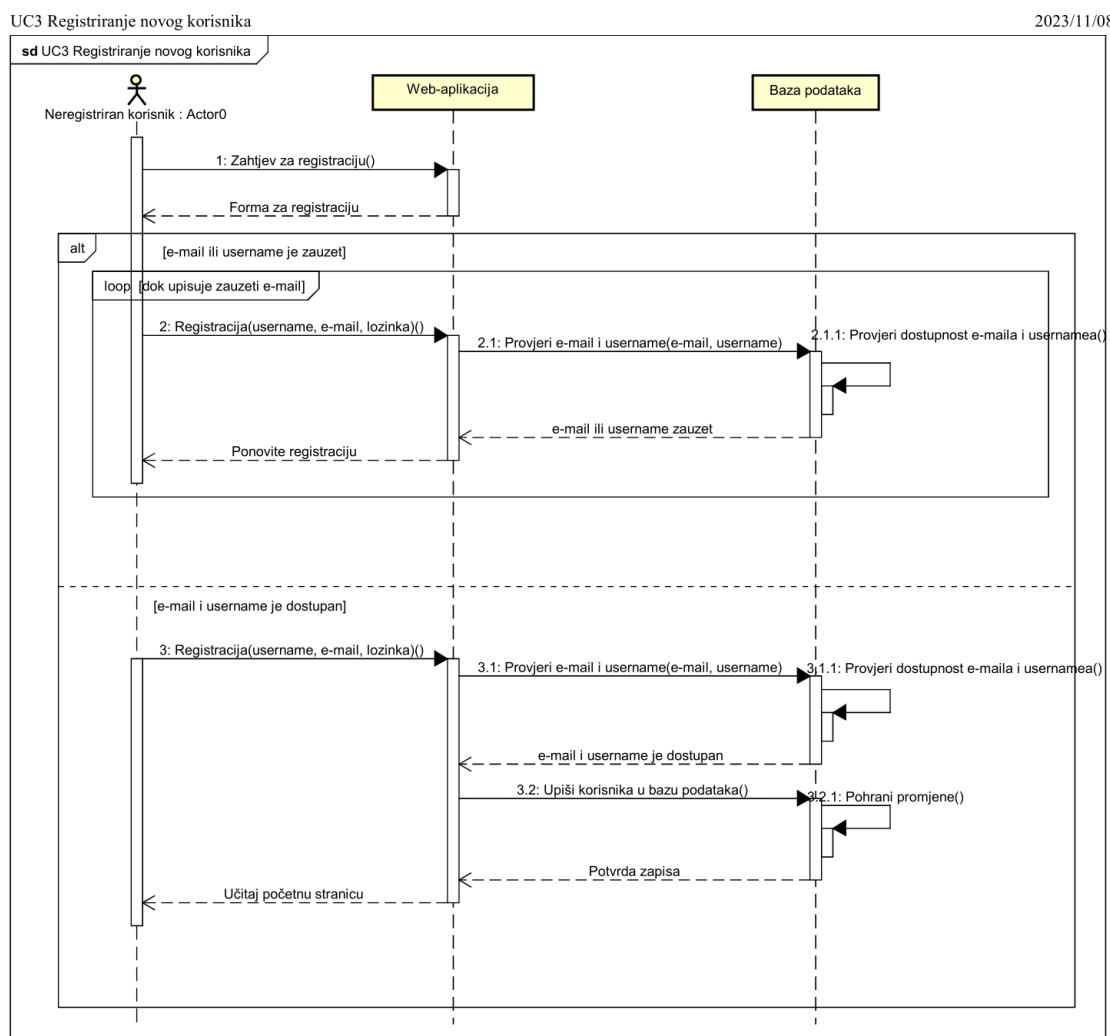 UC3 Registriranje novog korisnika 2023/11/08
sd UC3 Registriranje novog korisnika
Neregistriran korisnik : Actor0
Web-aplikacija
Baza podataka
1: Zahtjev za registraciju()
Forma za registraciju
alt
[e-mail ili username je zauzet]
loop [dok upisuje zauzeti e-mail]
2: Registracija(username, e-mail, lozinka)()
2.1: Provjeri e-mail i username(e-mail, username)
2.1.1: Provjeri dostupnost e-maila i usernamea()
e-mail ili username zauzet
Ponovite registraciju
[e-mail i username je dostupan]
3: Registracija(username, e-mail, lozinka)()
3.1: Provjeri e-mail i username(e-mail, username)
3.1.1: Provjeri dostupnost e-maila i usernamea()
e-mail i username je dostupan
3.2: Upiši korisnika u bazu podataka()
3.2.1: Pohrani promjene()
Potvrda zapisa
Učitaj početnu stranicu